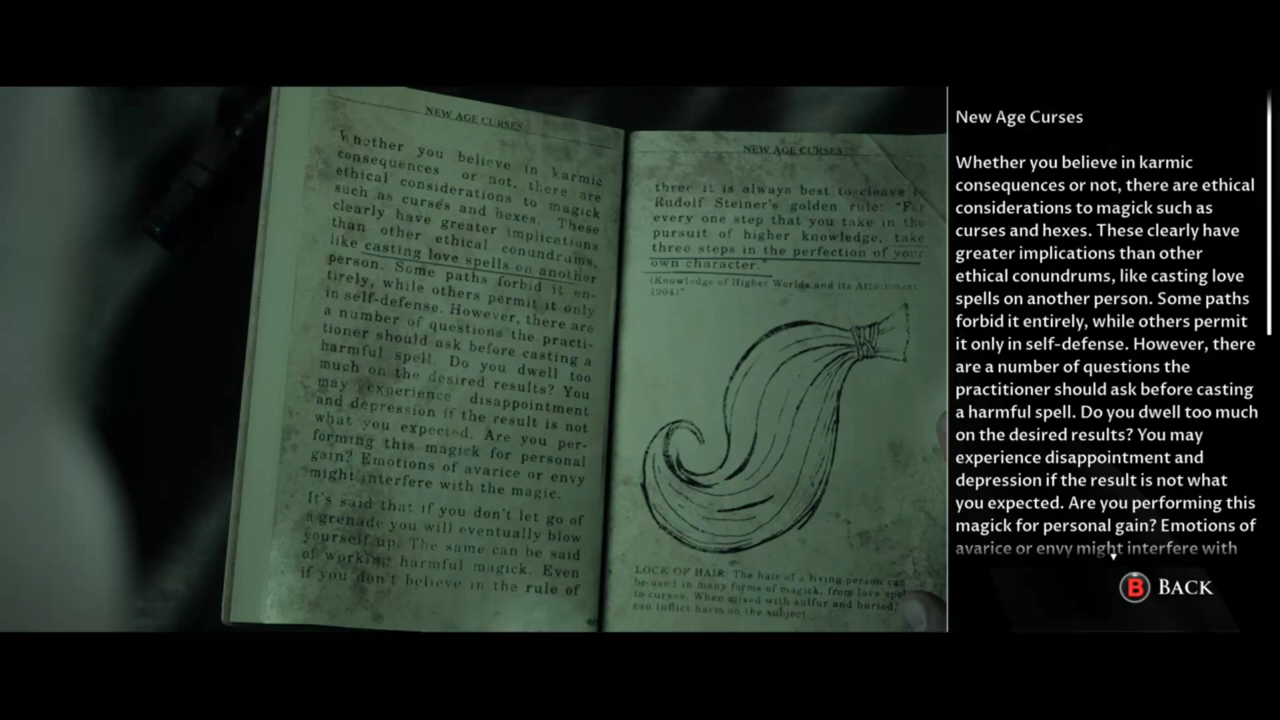 NEW AGE CURSES
Whether you believe in karmic
consequences or not, there are
ethical considerations to magick
such as curses and hexes. These
clearly have greater implications
than other ethical conundrums,
like casting love spells on another
person. Some paths forbid it en-
tirely, while others permit it only
in self-defense. However, there are
a number of questions the practi-
tioner should ask before casting a
harmful spell. Do you dwell too
much on the desired results? You
may experience disappointment
and depression if the result is not
what you expected. Are you per-
forming this magick for personal
gain? Emotions of avarice or envy
might interfere with the magic.
It's said that if you don't let go of
a grenade you will eventually blow
yourself up. The same can be said
of working harmful magick. Even
if you don't believe in the rule of
NEW AGE CURSES
three it is always best to cleave to
Rudolf Steiner's golden rule: "For
every one step that you take in the
pursuit of higher knowledge, take
three steps in the perfection of your
own character."
(Knowledge of Higher Worlds and its Attainment
1904)"
LOCK OF HAIR: The hair of a living person can
be used in many forms of magick, from love spel
to curses. When mixed with sulfur and buried,
can inflict harm on the subject.
New Age Curses
Whether you believe in karmic
consequences or not, there are ethical
considerations to magick such as
curses and hexes. These clearly have
greater implications than other
ethical conundrums, like casting love
spells on another person. Some paths
forbid it entirely, while others permit
it only in self-defense. However, there
are a number of questions the
practitioner should ask before casting
a harmful spell. Do you dwell too much
on the desired results? You may
experience disappointment and
depression if the result is not what
you expected. Are you performing this
magick for personal gain? Emotions of
avarice or envy might interfere with
B BACK